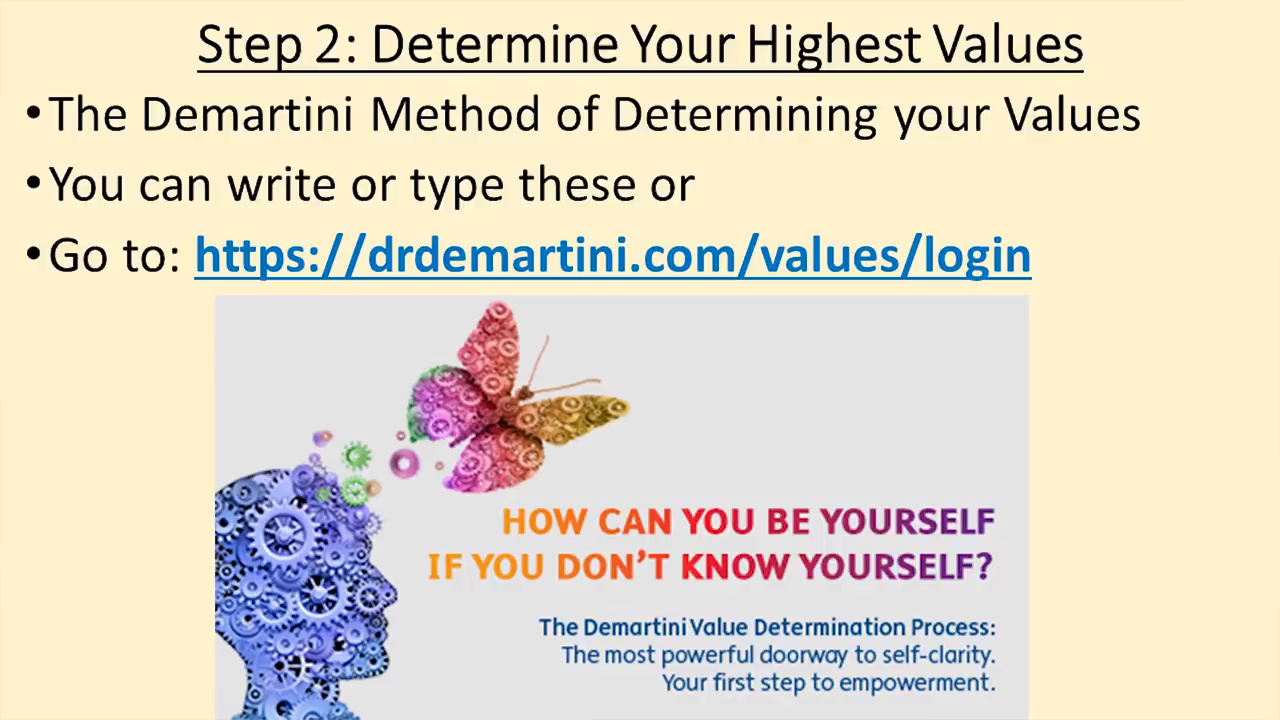 Step 2: Determine Your Highest Values
•The Demartini Method of Determining your Values
•You can write or type these or
•Go to: https://drdemartini.com/values/login
HOW CAN YOU BE YOURSELF
IF YOU DON'T KNOW YOURSELF?
The Demartini Value Determination Process:
The most powerful doorway to self-clarity.
Your first step to empowerment.